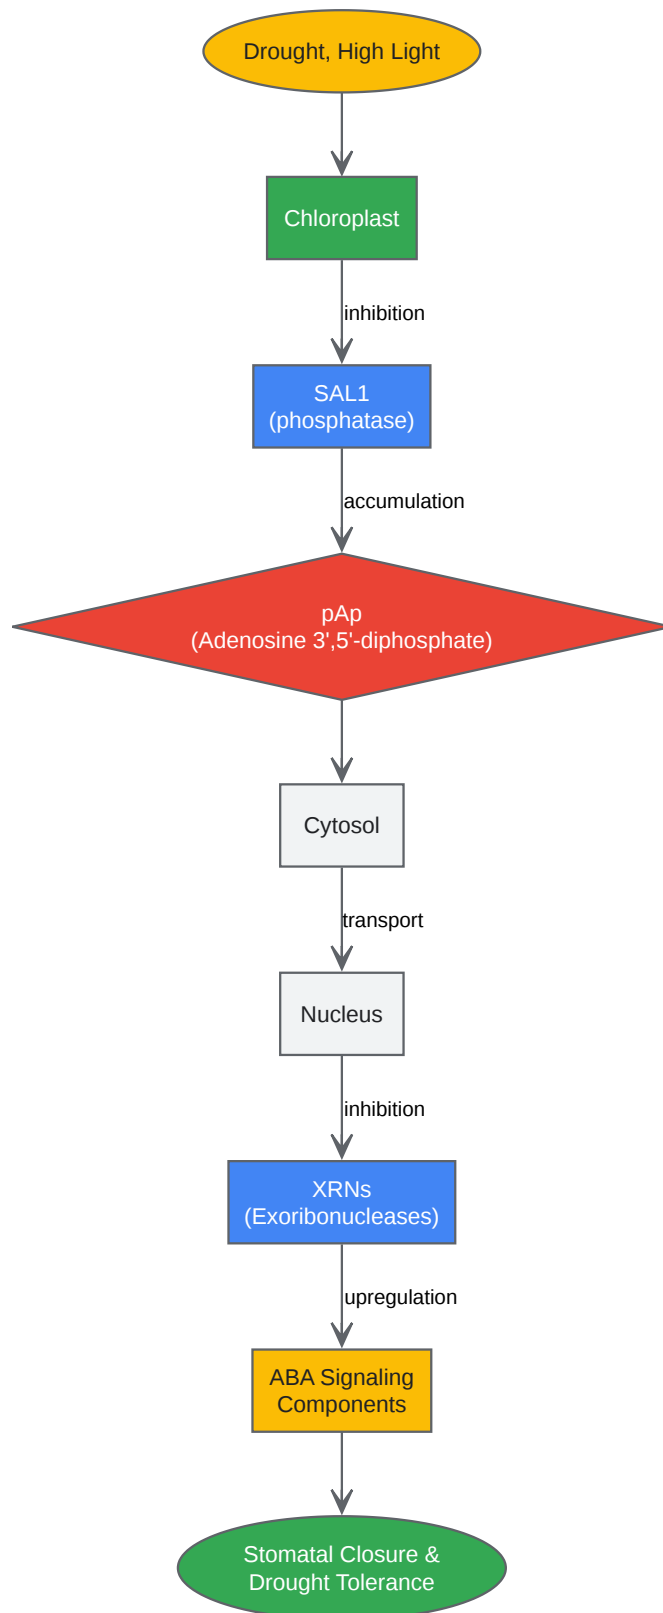 Drought, High Light
Chloroplast
inhibition
SAL1
(phosphatase)
accumulation
pAp
(Adenosine 3',5'-diphosphate)
Cytosol
transport
Nucleus
inhibition
XRNs
(Exoribonucleases)
upregulation
ABA Signaling
Components
Stomatal Closure &
Drought Tolerance